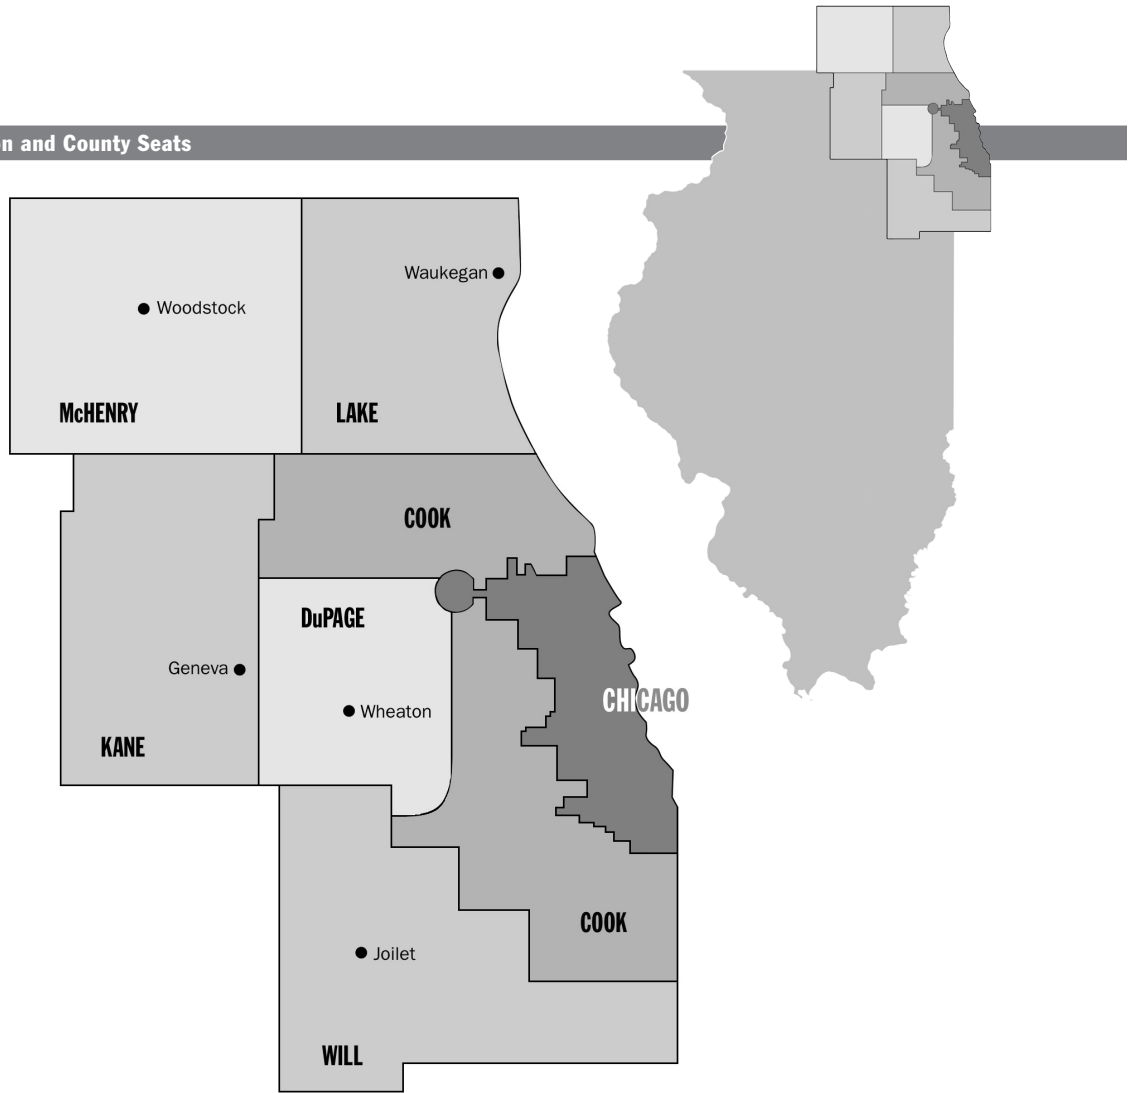 n and County Seats
Waukegan
Woodstock
McHENRY
LAKE
COOK
DuPAGE
Geneva
CHICAGO
Wheaton
KANE
COOK
Joilet
WILL